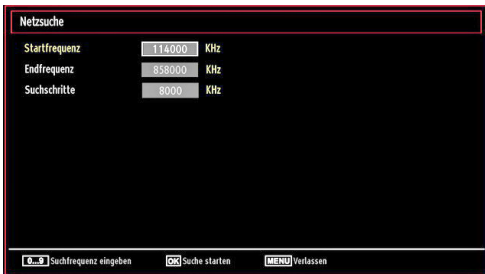 Netzsuche
Startfrequenz 114000 KHz
Endfrequenz 858000 KHz
Suchschritte 8000 KHz
0...9 Suchfrequenz eingeben OK Suche starten MENU Verlassen